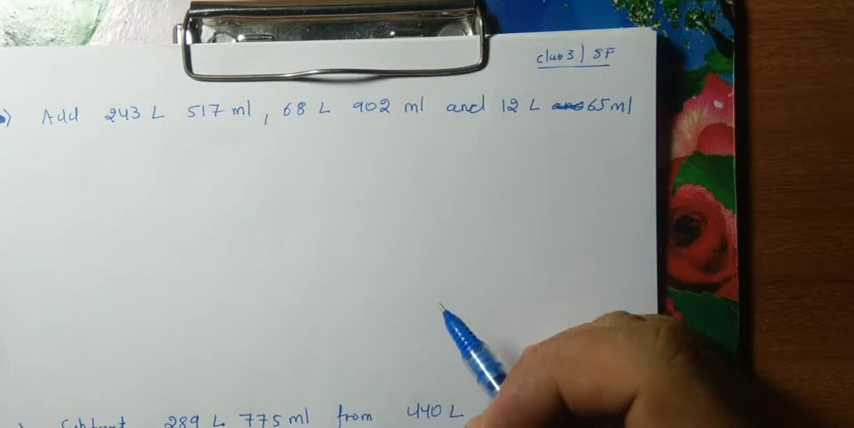 class 3 | SF
Add 243 L 517 ml, 68 L 902 ml and 12 L 65 ml
Subtract 289 L 775 ml from 440 L